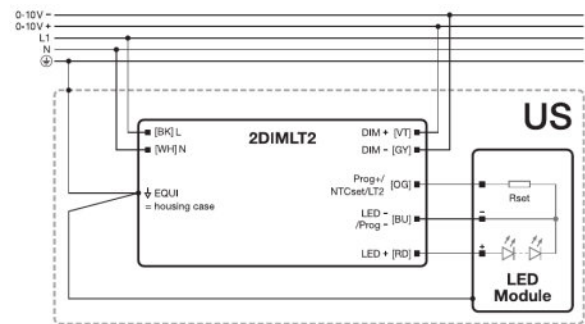 0-10V −
0-10V +
L1
N
US
2DIMLT2
[BK] L
[WH] N
EQUI
= housing case
DIM + [VT]
DIM - [GY]
Prog+/
NTCset/LT2 [OG]
LED -
/Prog - [BU]
LED + [RD]
Rset
−
+
LED
Module